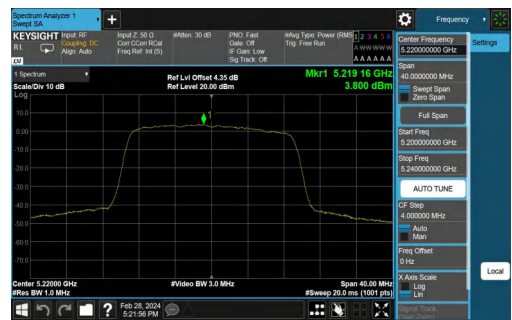 Spectrum Analyzer 1
Swept SA
Frequency
KEYSIGHT
Input: RF
Coupling: DC
Align: Auto
Input Z: 50 Ω
Corr CCorr RCal
Freq Ref: Int (S)
#Atten: 30 dB
PNO: Fast
Gate: Off
IF Gain: Low
Sig Track: Off
#Avg Type: Power (RMS)
Trig: Free Run
1 2 3 4 5 6
A W W W W W
A A A A A A
RL
LV
1 Spectrum
Scale/Div 10 dB
Log
Ref Lvl Offset 4.35 dB
Ref Level 20.00 dBm
Mkr1 5.219 16 GHz
3.800 dBm
1
10.0
0.00
-10.0
-20.0
-30.0
-40.0
-50.0
-60.0
-70.0
Center 5.22000 GHz
#Res BW 1.0 MHz
#Video BW 3.0 MHz
Span 40.00 MHz
#Sweep 20.0 ms (1001 pts)
Center Frequency
5.220000000 GHz
Settings
Span
40.0000000 MHz
Swept Span
Zero Span
Full Span
Start Freq
5.200000000 GHz
Stop Freq
5.240000000 GHz
AUTO TUNE
CF Step
4.000000 MHz
Auto
Man
Freq Offset
0 Hz
X Axis Scale
Log
Lin
Local
Signal Track
?
Feb 28, 2024
5:21:56 PM